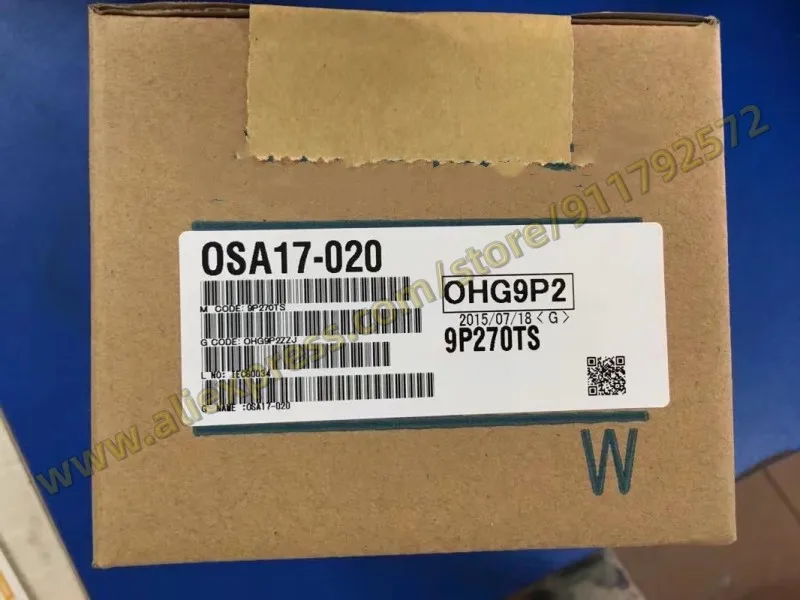 OSA17-020
M CODE: 9P270TS
G CODE: OHG9P2ZZJ
L NO: IEC60034
G NAME :OSA17-020
OHG9P2
2015/07/18 < G >
9P270TS
W
www.aliexpress.com/store/911792572